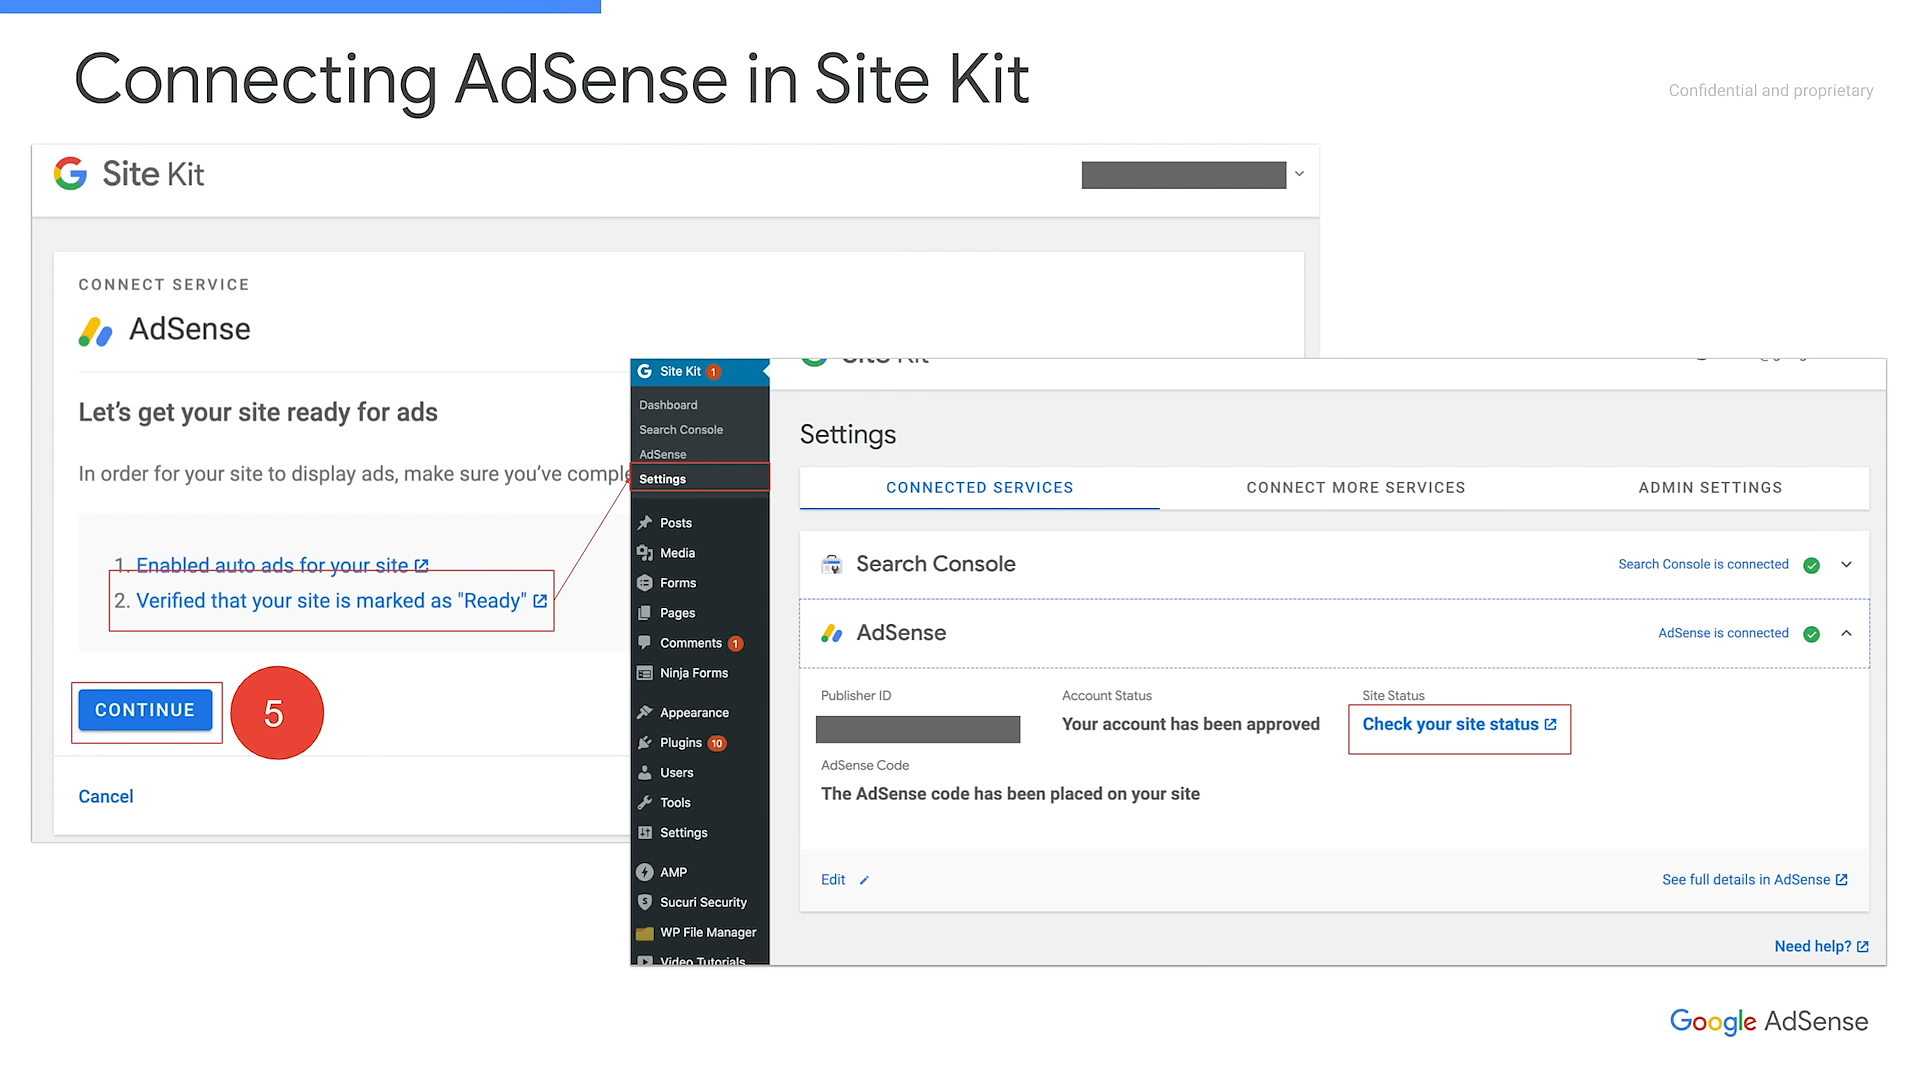 Connecting AdSense in Site Kit
Confidential and proprietary
Site Kit
CONNECT SERVICE
AdSense
Let's get your site ready for ads
In order for your site to display ads, make sure you've
1. Enabled auto ads for your site
2. Verified that your site is marked as "Ready"
CONTINUE
5
Cancel
Site Kit 1
Dashboard
Search Console
AdSense
Settings
Posts
Media
Forms
Pages
Comments 1
Ninja Forms
Appearance
Plugins 10
Users
Tools
Settings
AMP
Sucuri Security
WP File Manager
Video Tutorials
Site Kit
Settings
CONNECTED SERVICES
CONNECT MORE SERVICES
ADMIN SETTINGS
Search Console
Search Console is connected
AdSense
AdSense is connected
Publisher ID
Account Status
Your account has been approved
Site Status
Check your site status
AdSense Code
The AdSense code has been placed on your site
Edit
See full details in AdSense
Need help?
Google AdSense